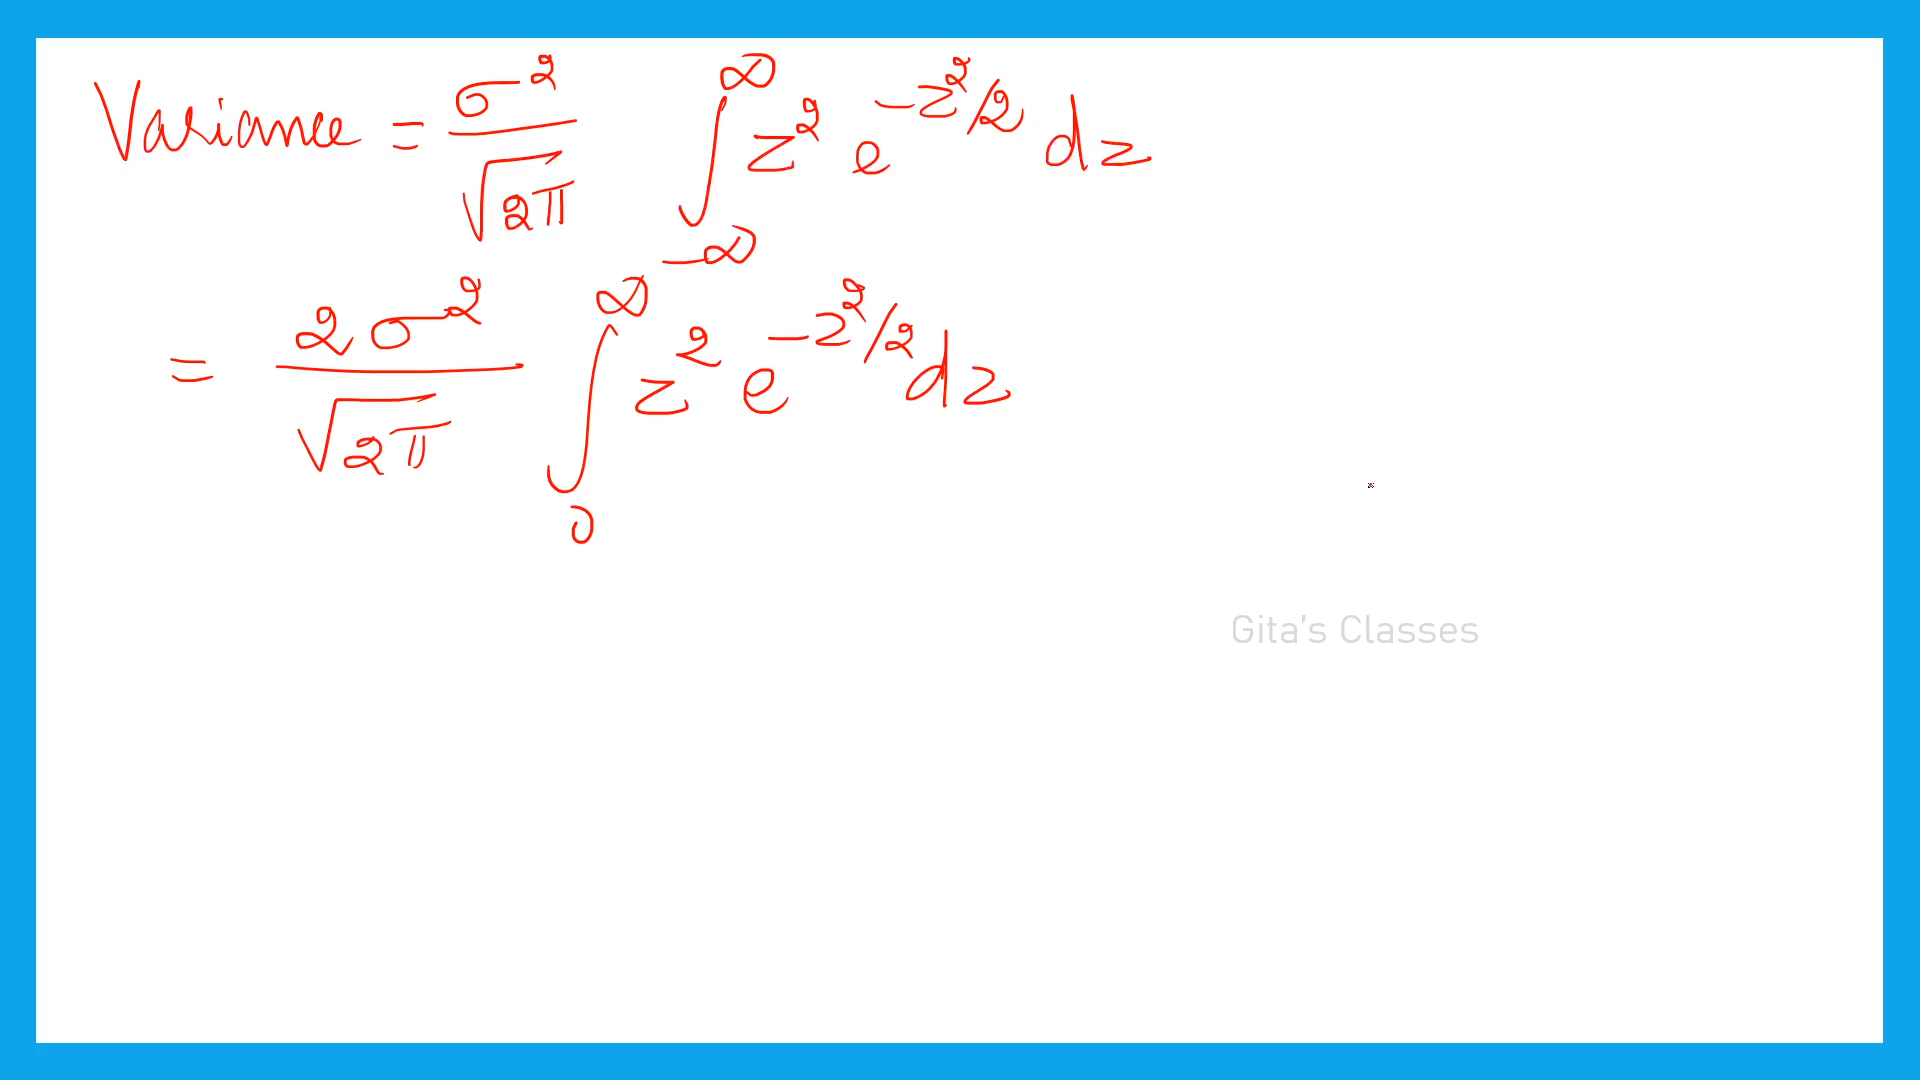 Variance = σ²/√2π ∫_{-∞}^{∞} z² e^{-z²/2} dz
= 2σ²/√2π ∫_{0}^{∞} z² e^{-z²/2} dz
Gita's Classes